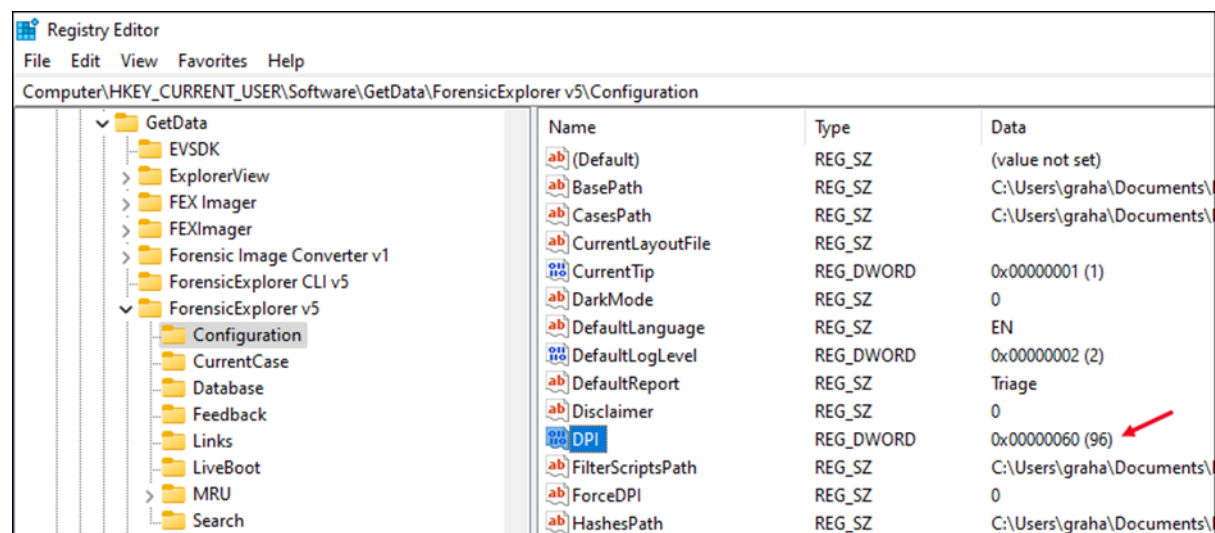 Registry Editor
File Edit View Favorites Help
Computer\HKEY_CURRENT_USER\Software\GetData\ForensicExplorer v5\Configuration
GetData
EVSDK
ExplorerView
FEX Imager
FEXImager
Forensic Image Converter v1
ForensicExplorer CLI v5
ForensicExplorer v5
Configuration
CurrentCase
Database
Feedback
Links
LiveBoot
MRU
Search
Name Type Data
(Default) REG_SZ (value not set)
BasePath REG_SZ C:\Users\graha\Documents\
CasesPath REG_SZ C:\Users\graha\Documents\
CurrentLayoutFile REG_SZ
CurrentTip REG_DWORD 0x00000001 (1)
DarkMode REG_SZ 0
DefaultLanguage REG_SZ EN
DefaultLogLevel REG_DWORD 0x00000002 (2)
DefaultReport REG_SZ Triage
Disclaimer REG_SZ 0
DPI REG_DWORD 0x00000060 (96)
FilterScriptsPath REG_SZ C:\Users\graha\Documents\
ForceDPI REG_SZ 0
HashesPath REG_SZ C:\Users\graha\Documents\